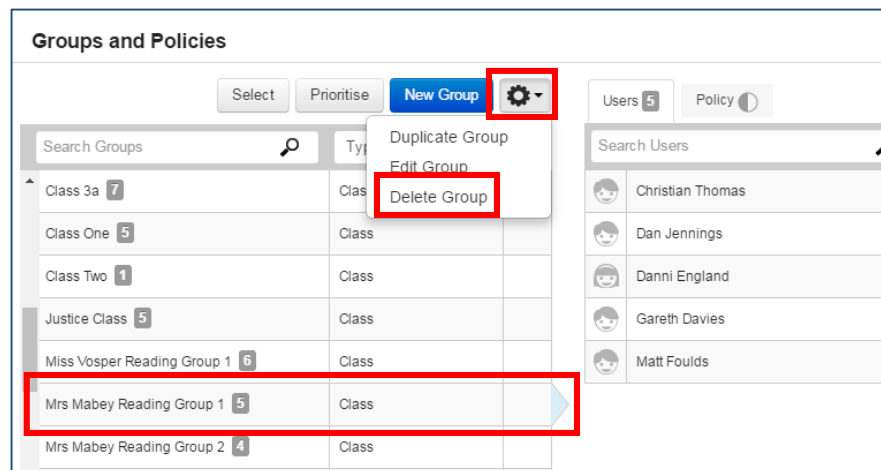 Groups and Policies
Select Prioritise New Group
Users 5 Policy
Search Groups
Search Users
Duplicate Group
Edit Group
Delete Group
Class 3a 7
Class One 5 Class
Class Two 1 Class
Justice Class 5 Class
Miss Vosper Reading Group 1 6 Class
Mrs Mabey Reading Group 1 5 Class
Mrs Mabey Reading Group 2 4 Class
Christian Thomas
Dan Jennings
Danni England
Gareth Davies
Matt Foulds